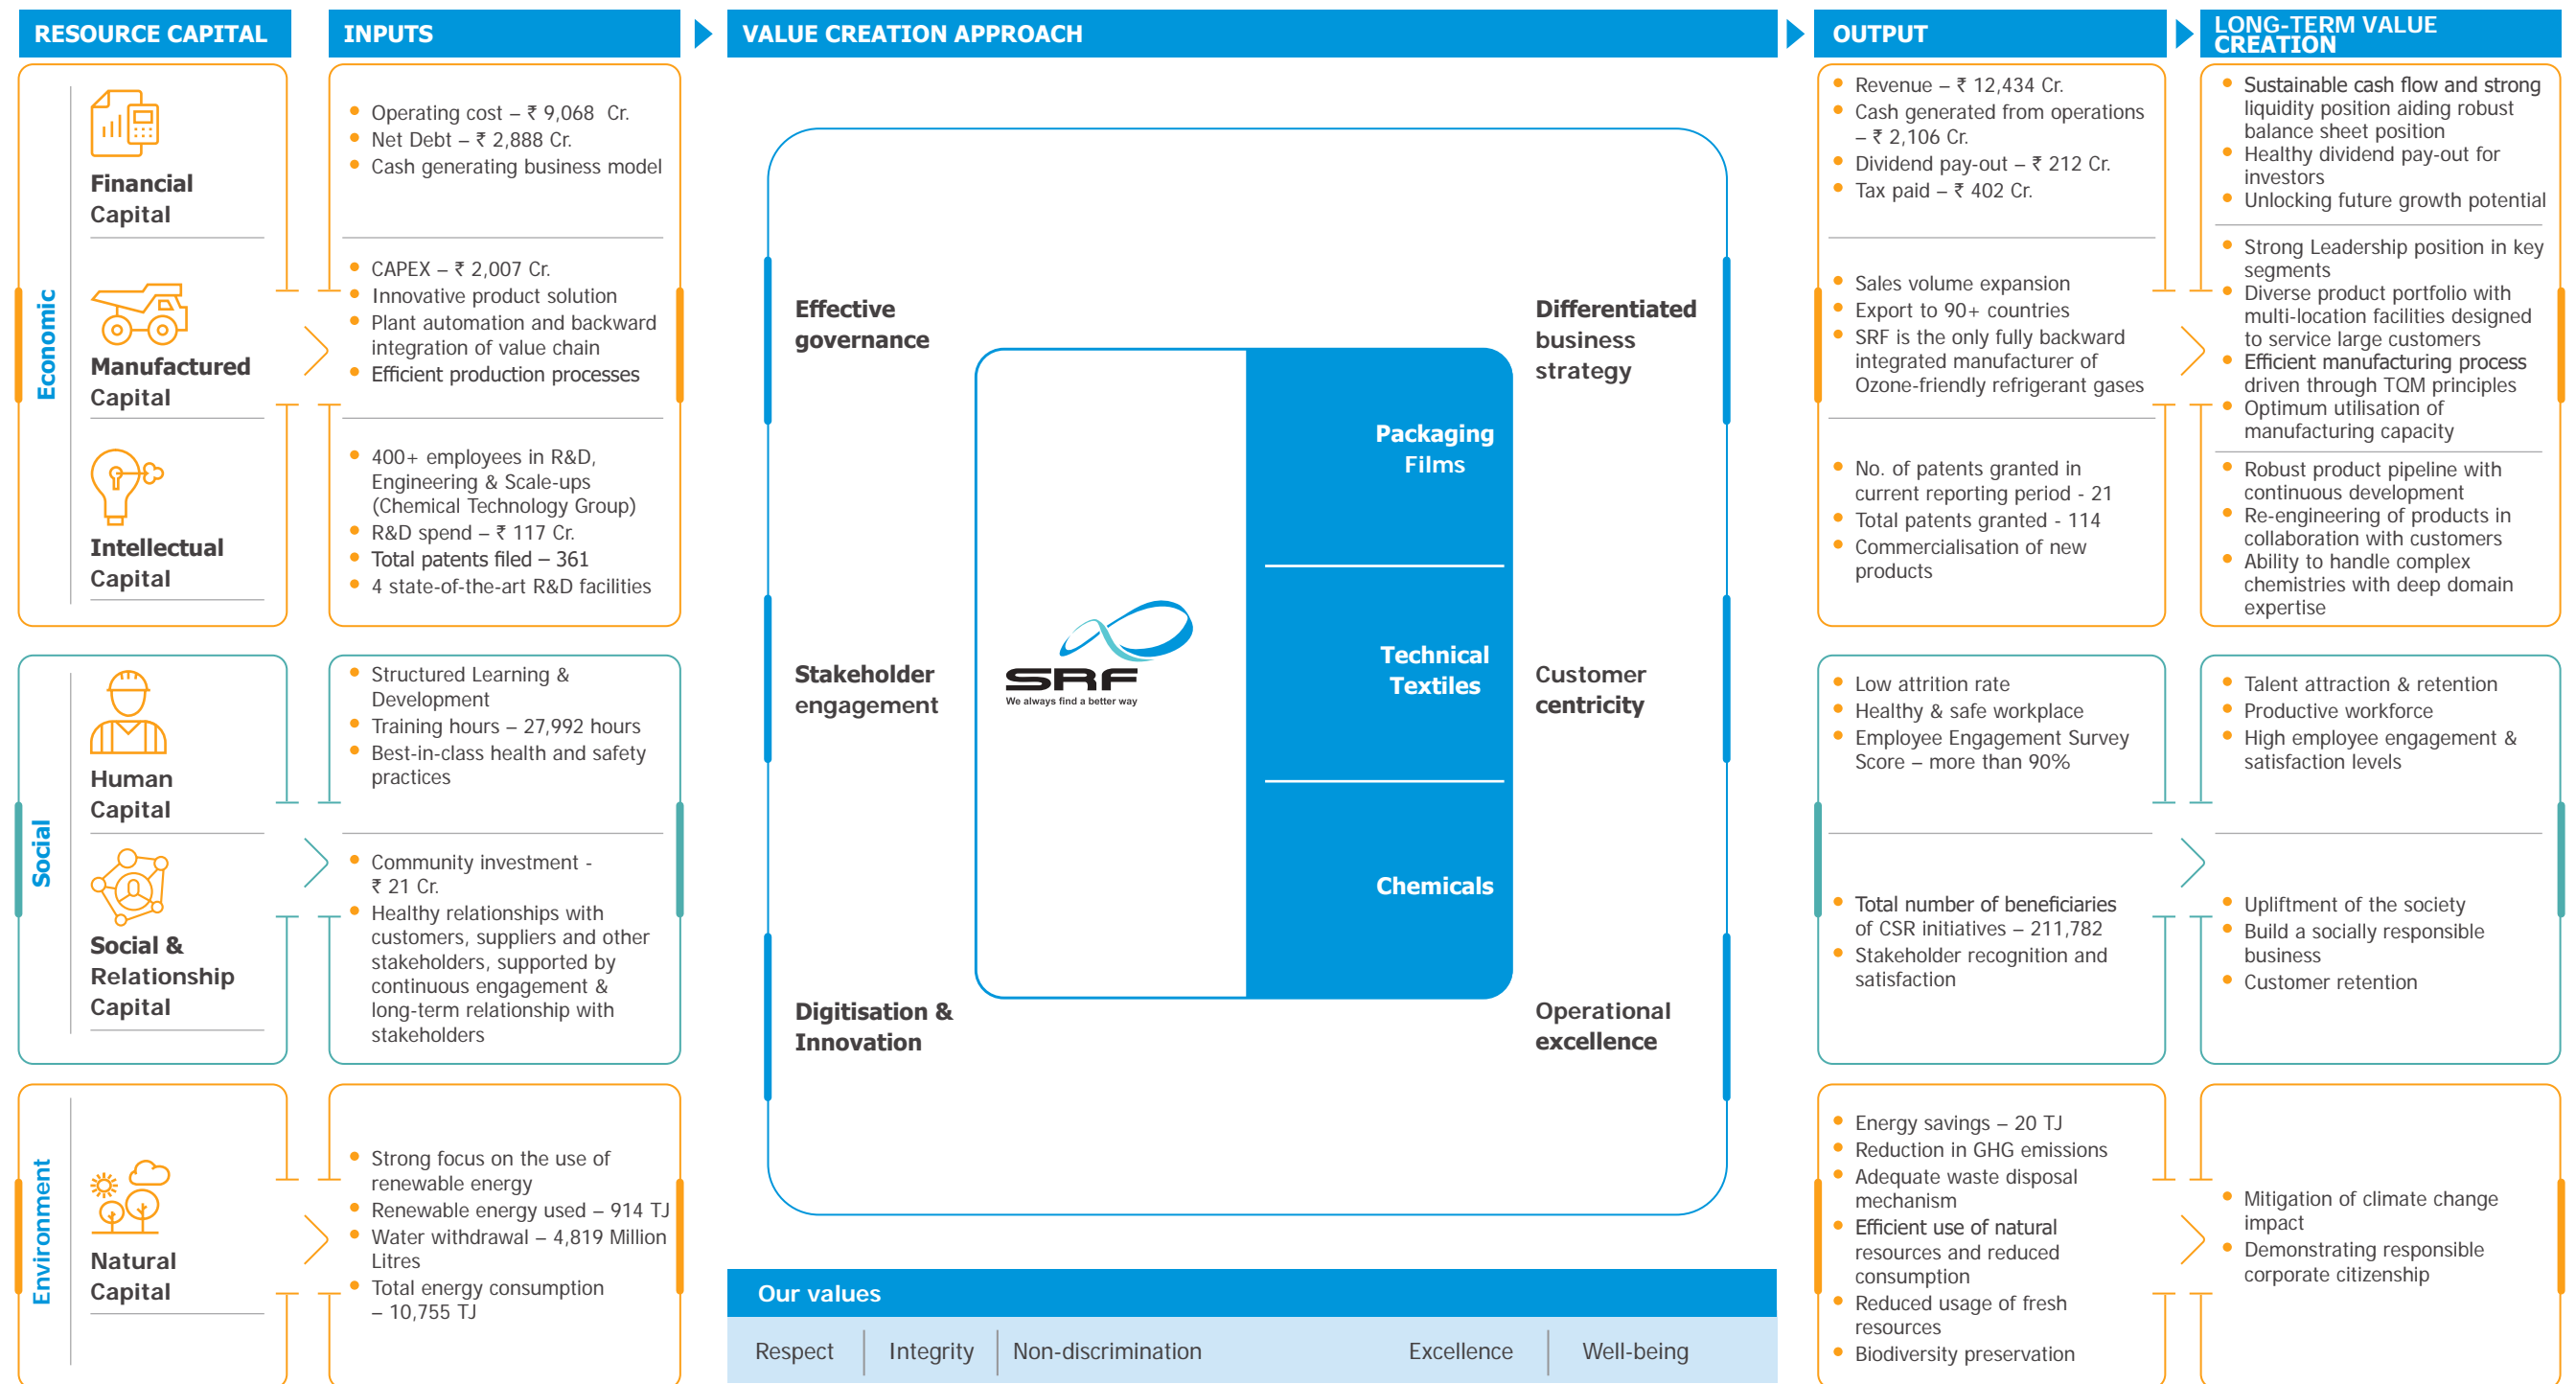 RESOURCE CAPITAL
INPUTS
VALUE CREATION APPROACH
OUTPUT
LONG-TERM VALUE
CREATION
Economic
Financial
Capital
• Operating cost – ₹ 9,068 Cr.
• Net Debt – ₹ 2,888 Cr.
• Cash generating business model
Manufactured
Capital
• CAPEX – ₹ 2,007 Cr.
• Innovative product solution
• Plant automation and backward
integration of value chain
• Efficient production processes
Intellectual
Capital
• 400+ employees in R&D,
Engineering & Scale-ups
(Chemical Technology Group)
• R&D spend – ₹ 117 Cr.
• Total patents filed – 361
• 4 state-of-the-art R&D facilities
Social
Human
Capital
• Structured Learning &
Development
• Training hours – 27,992 hours
• Best-in-class health and safety
practices
Social &
Relationship
Capital
• Community investment -
₹ 21 Cr.
• Healthy relationships with
customers, suppliers and other
stakeholders, supported by
continuous engagement &
long-term relationship with
stakeholders
Environment
Natural
Capital
• Strong focus on the use of
renewable energy
• Renewable energy used – 914 TJ
• Water withdrawal – 4,819 Million
Litres
• Total energy consumption
– 10,755 TJ
Effective
governance
Stakeholder
engagement
Digitisation &
Innovation
SRF
We always find a better way
Packaging
Films
Technical
Textiles
Chemicals
Differentiated
business
strategy
Customer
centricity
Operational
excellence
Our values
Respect
Integrity
Non-discrimination
Excellence
Well-being
• Revenue – ₹ 12,434 Cr.
• Cash generated from operations
– ₹ 2,106 Cr.
• Dividend pay-out – ₹ 212 Cr.
• Tax paid – ₹ 402 Cr.
• Sales volume expansion
• Export to 90+ countries
• SRF is the only fully backward
integrated manufacturer of
Ozone-friendly refrigerant gases
• No. of patents granted in
current reporting period - 21
• Total patents granted - 114
• Commercialisation of new
products
• Low attrition rate
• Healthy & safe workplace
• Employee Engagement Survey
Score – more than 90%
• Total number of beneficiaries
of CSR initiatives – 211,782
• Stakeholder recognition and
satisfaction
• Energy savings – 20 TJ
• Reduction in GHG emissions
• Adequate waste disposal
mechanism
• Efficient use of natural
resources and reduced
consumption
• Reduced usage of fresh
resources
• Biodiversity preservation
• Sustainable cash flow and strong
liquidity position aiding robust
balance sheet position
• Healthy dividend pay-out for
investors
• Unlocking future growth potential
• Strong Leadership position in key
segments
• Diverse product portfolio with
multi-location facilities designed
to service large customers
• Efficient manufacturing process
driven through TQM principles
• Optimum utilisation of
manufacturing capacity
• Robust product pipeline with
continuous development
• Re-engineering of products in
collaboration with customers
• Ability to handle complex
chemistries with deep domain
expertise
• Talent attraction & retention
• Productive workforce
• High employee engagement &
satisfaction levels
• Upliftment of the society
• Build a socially responsible
business
• Customer retention
• Mitigation of climate change
impact
• Demonstrating responsible
corporate citizenship